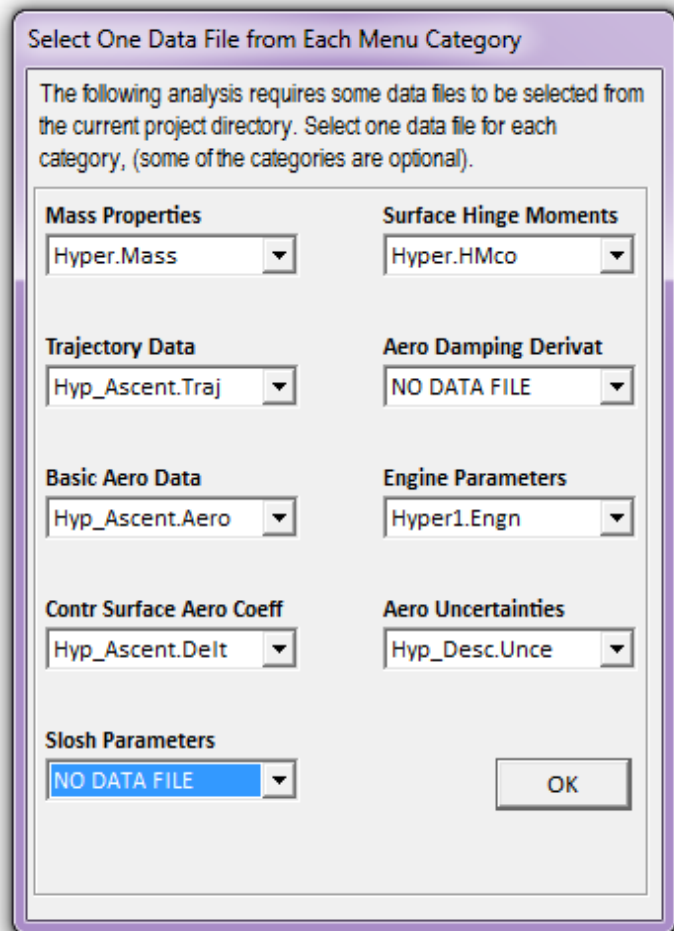 Select One Data File from Each Menu Category
The following analysis requires some data files to be selected from
the current project directory. Select one data file for each
category, (some of the categories are optional).
Mass Properties
Hyper.Mass
Surface Hinge Moments
Hyper.HMco
Trajectory Data
Hyp_Ascent.Traj
Aero Damping Derivat
NO DATA FILE
Basic Aero Data
Hyp_Ascent.Aero
Engine Parameters
Hyper1.Engn
Contr Surface Aero Coeff
Hyp_Ascent.Delt
Aero Uncertainties
Hyp_Desc.Unce
Slosh Parameters
NO DATA FILE
OK